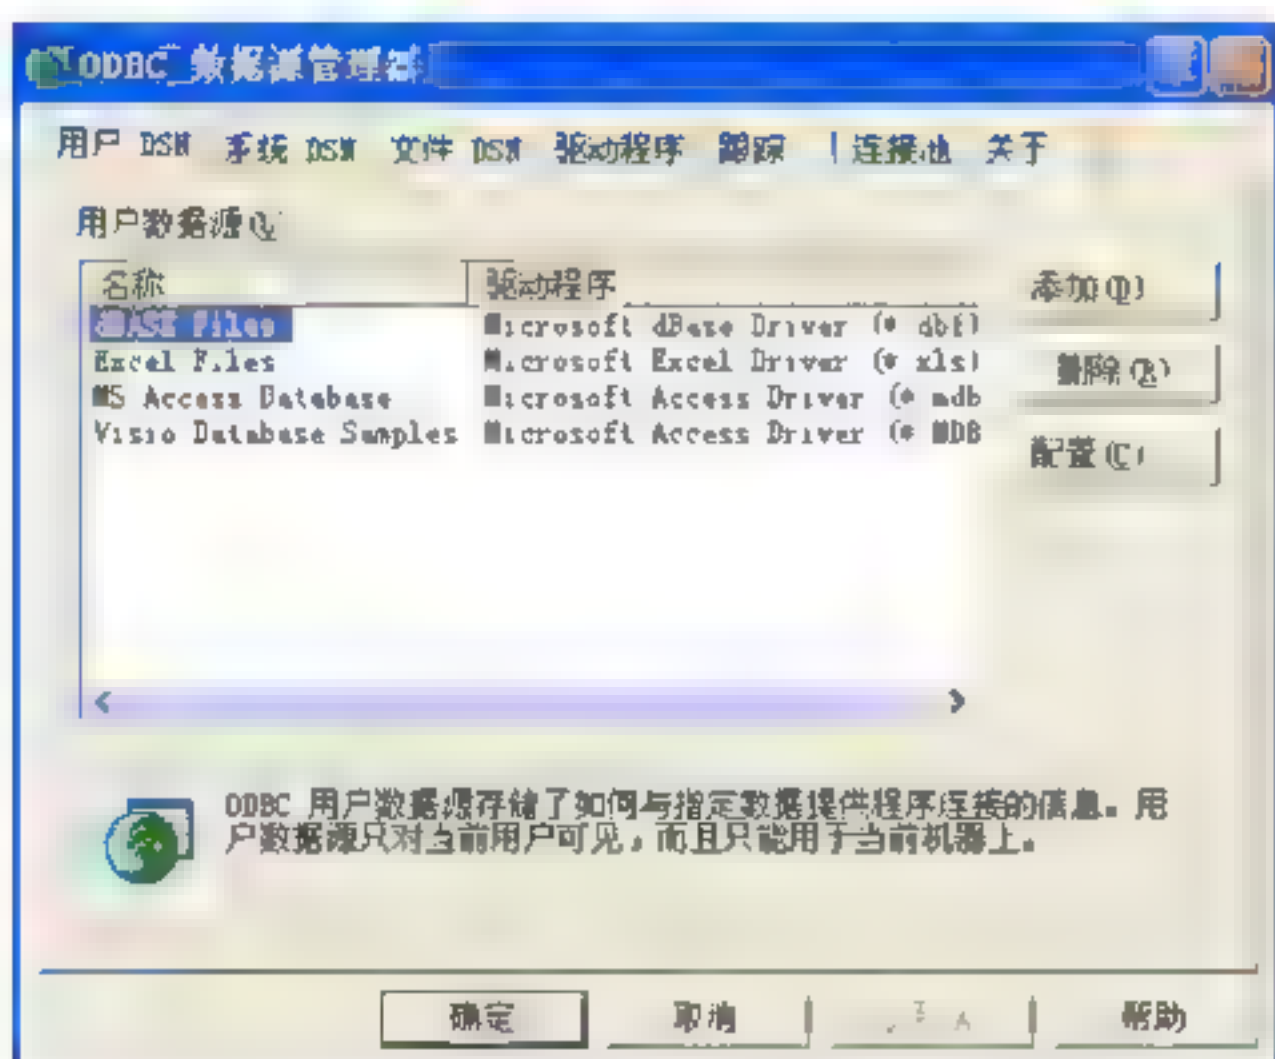 ODBC 数据源管理器
用户 DSN 系统 DSN 文件 DSN 驱动程序 跟踪 连接池 关于
用户数据源(U)
名称 驱动程序 添加(D)
dBASE Files Microsoft dBase Driver (*.dbf)
Excel Files Microsoft Excel Driver (*.xls) 删除(R)
MS Access Database Microsoft Access Driver (*.mdb
Visio Database Samples Microsoft Access Driver (*.MDB
配置(C)
ODBC 用户数据源存储了如何与指定数据提供程序连接的信息。用
户数据源只对当前用户可见，而且只能用于当前机器上。
确定 取消 帮助